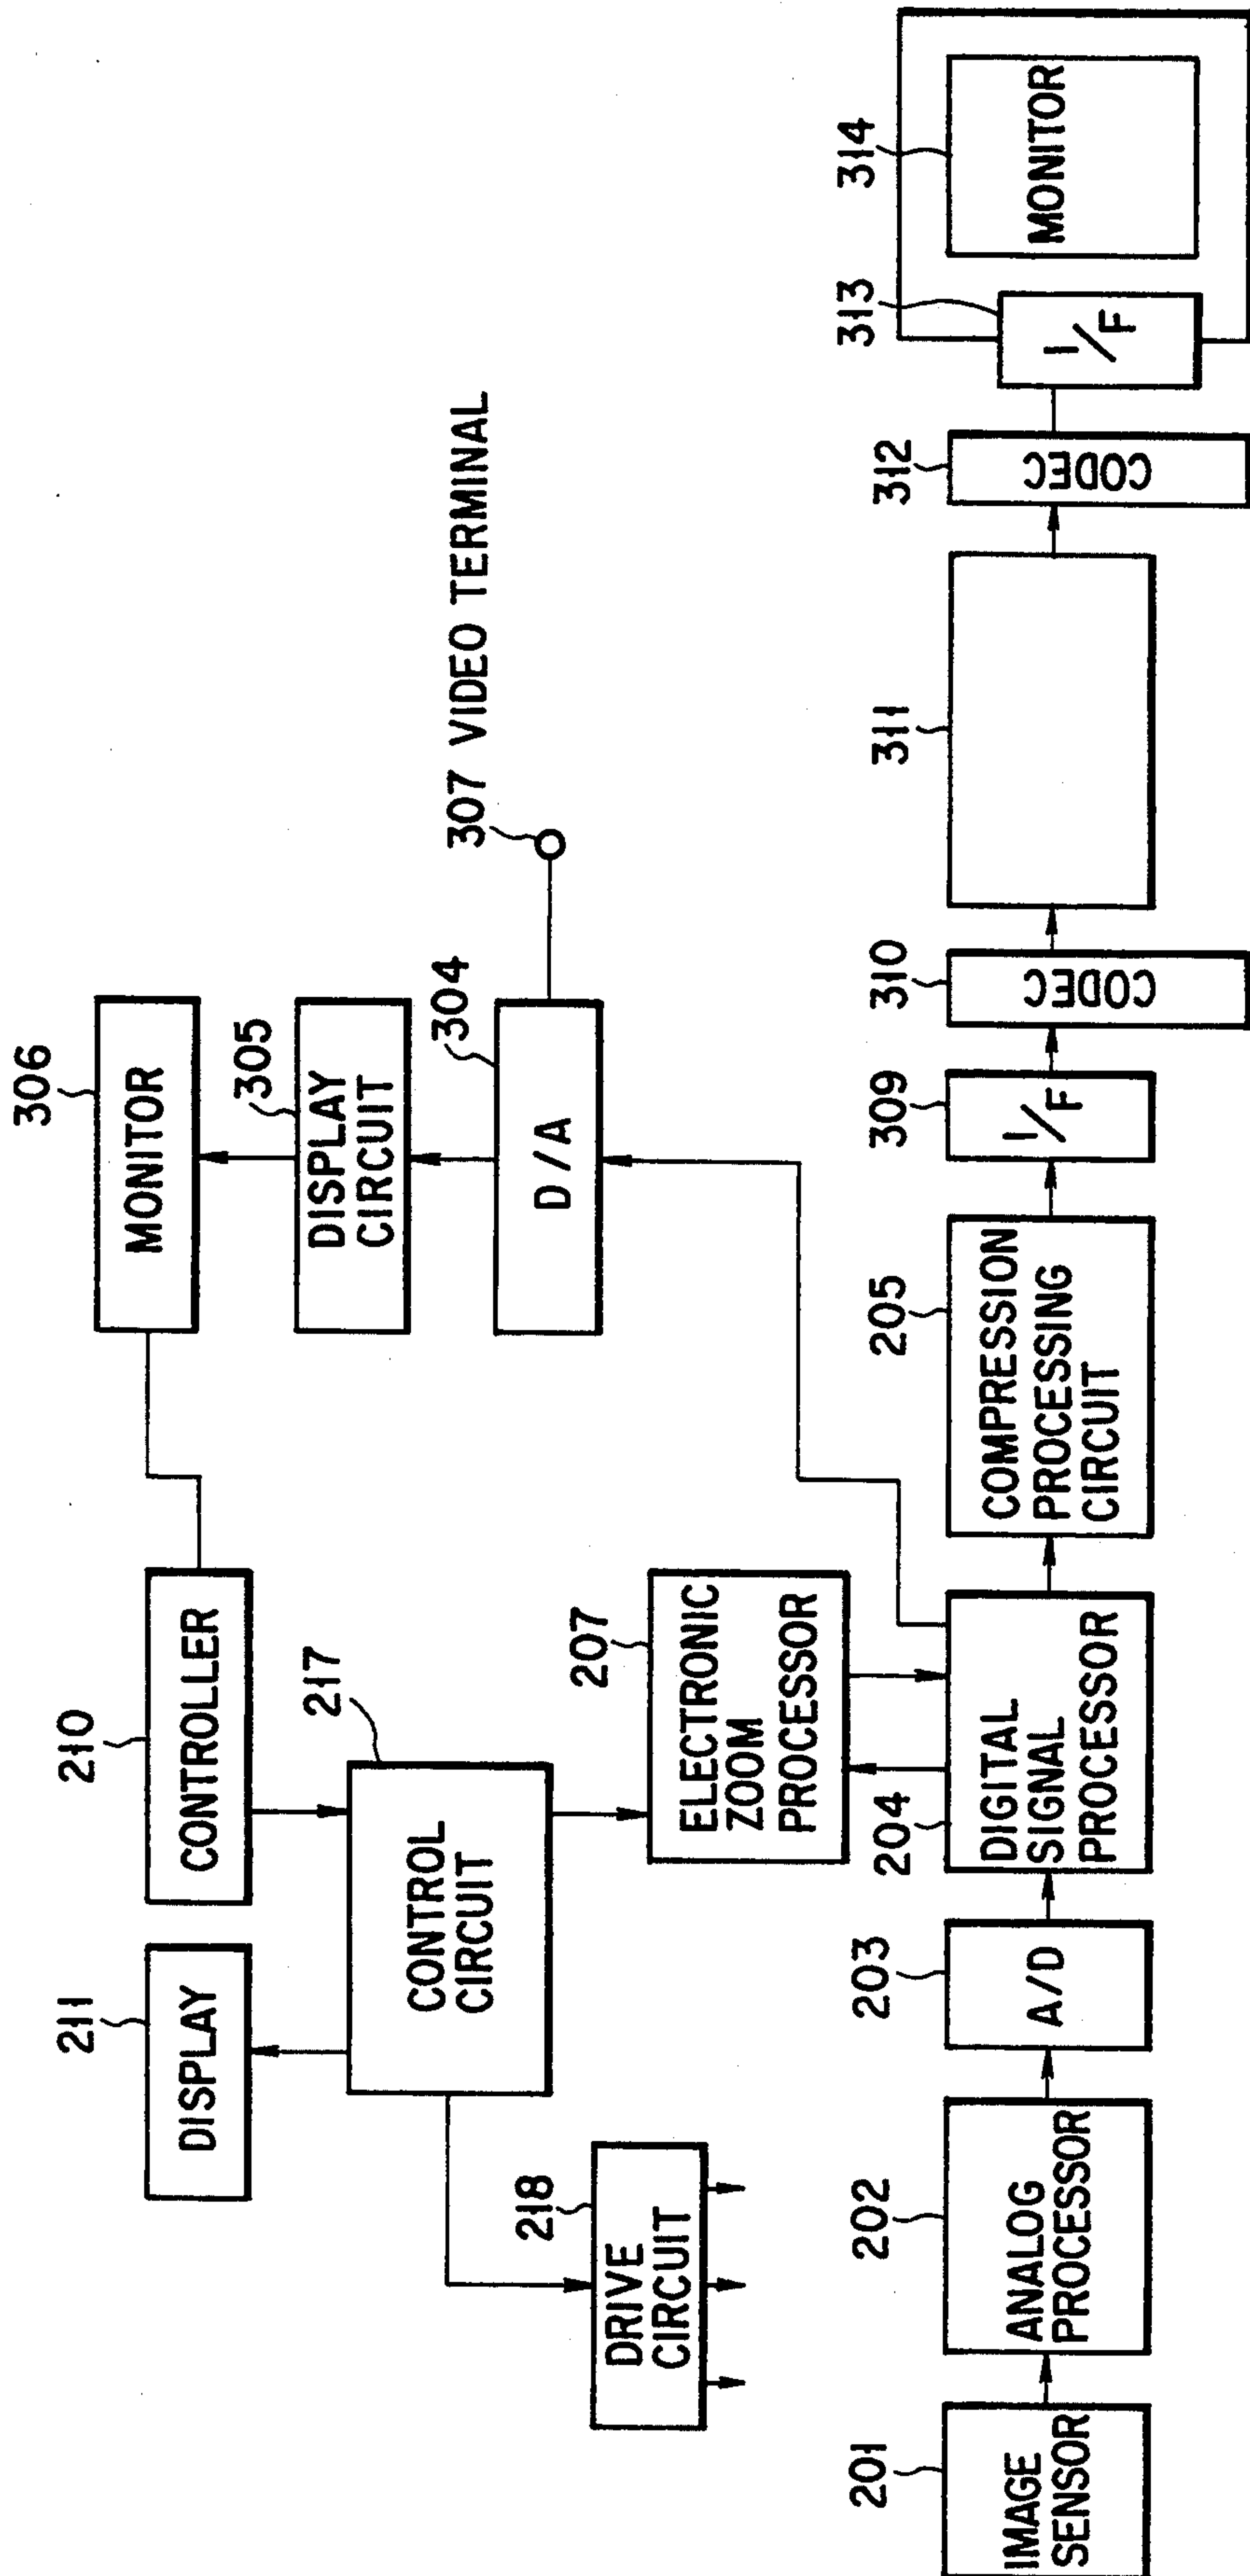 306
MONITOR
305
DISPLAY
CIRCUIT
304
D/A
307 VIDEO TERMINAL
210
CONTROLLER
211
DISPLAY
217
CONTROL
CIRCUIT
218
DRIVE
CIRCUIT
207
ELECTRONIC
ZOOM
PROCESSOR
201
IMAGE
SENSOR
202
ANALOG
PROCESSOR
203
A/D
204
DIGITAL
SIGNAL
PROCESSOR
205
COMPRESSION
PROCESSING
CIRCUIT
309
I/F
310
CODEC
311
312
CODEC
313
I/F
314
MONITOR